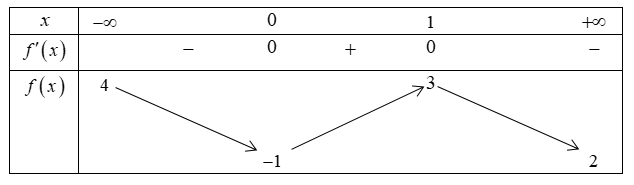 x −∞ 0 1 +∞
f′(x) − 0 + 0 −
f(x) 4 3
−1 2